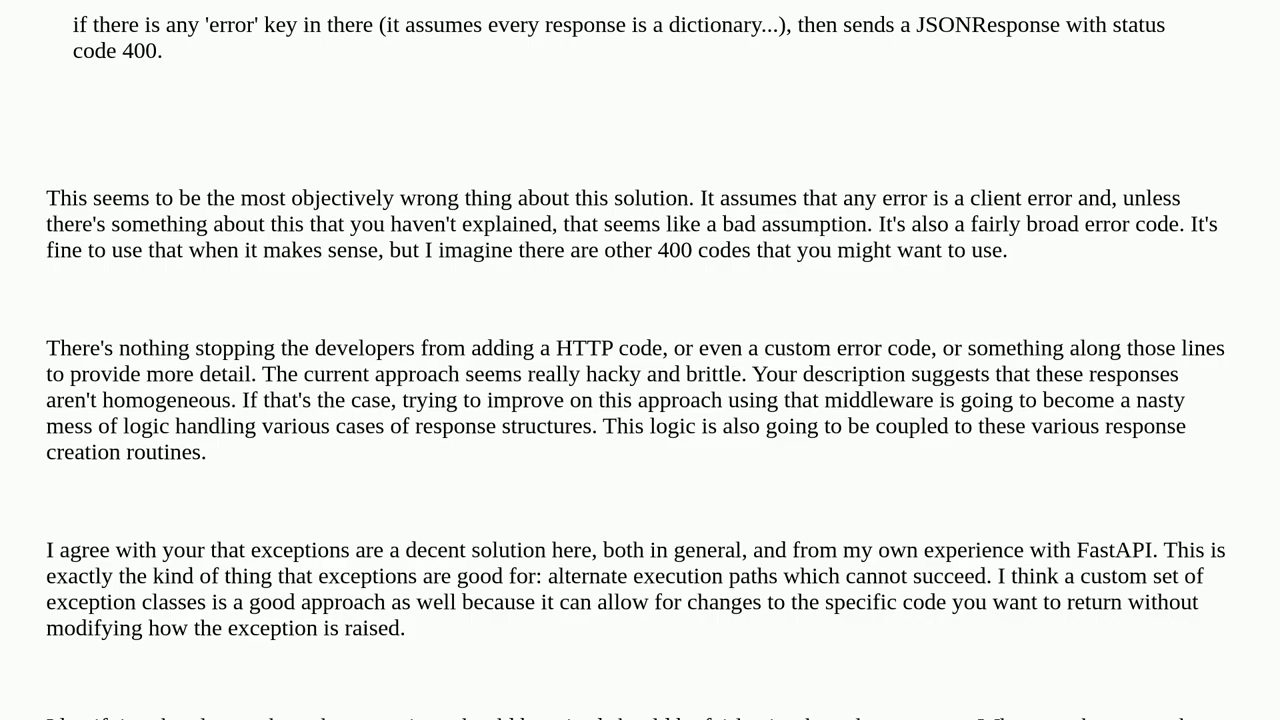 if there is any 'error' key in there (it assumes every response is a dictionary...), then sends a JSONResponse with status
code 400.
This seems to be the most objectively wrong thing about this solution. It assumes that any error is a client error and, unless
there's something about this that you haven't explained, that seems like a bad assumption. It's also a fairly broad error code. It's
fine to use that when it makes sense, but I imagine there are other 400 codes that you might want to use.
There's nothing stopping the developers from adding a HTTP code, or even a custom error code, or something along those lines
to provide more detail. The current approach seems really hacky and brittle. Your description suggests that these responses
aren't homogeneous. If that's the case, trying to improve on this approach using that middleware is going to become a nasty
mess of logic handling various cases of response structures. This logic is also going to be coupled to these various response
creation routines.
I agree with your that exceptions are a decent solution here, both in general, and from my own experience with FastAPI. This is
exactly the kind of thing that exceptions are good for: alternate execution paths which cannot succeed. I think a custom set of
exception classes is a good approach as well because it can allow for changes to the specific code you want to return without
modifying how the exception is raised.